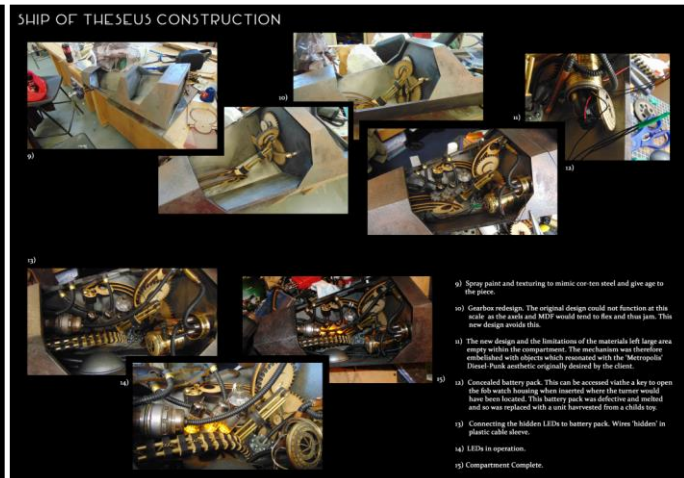 SHIP OF THESEUS CONSTRUCTION
9)
10)
11)
12)
13)
14)
15)
9) Spray paint and texturing to mimic cor-ten steel and give age to
the piece.
10) Gearbox redesign. The original design could not function at this
scale as the axels and MDF would tend to flex and thus jam. This
new design avoids this.
11) The new design and the limitations of the materials left large area
empty within the compartment. The mechanism was therefore
embelished with objects which resonated with the 'Metropolis'
Diesel-Punk aesthetic originally desired by the client.
12) Concealed battery pack. This can be accessed viathe a key to open
the fob watch housing when inserted where the turner would
have been located. This battery pack was defective and melted
and so was replaced with a unit havrvested from a childs toy.
13) Connecting the hidden LEDs to battery pack. Wires 'hidden' in
plastic cable sleeve.
14) LEDs in operation.
15) Compartment Complete.